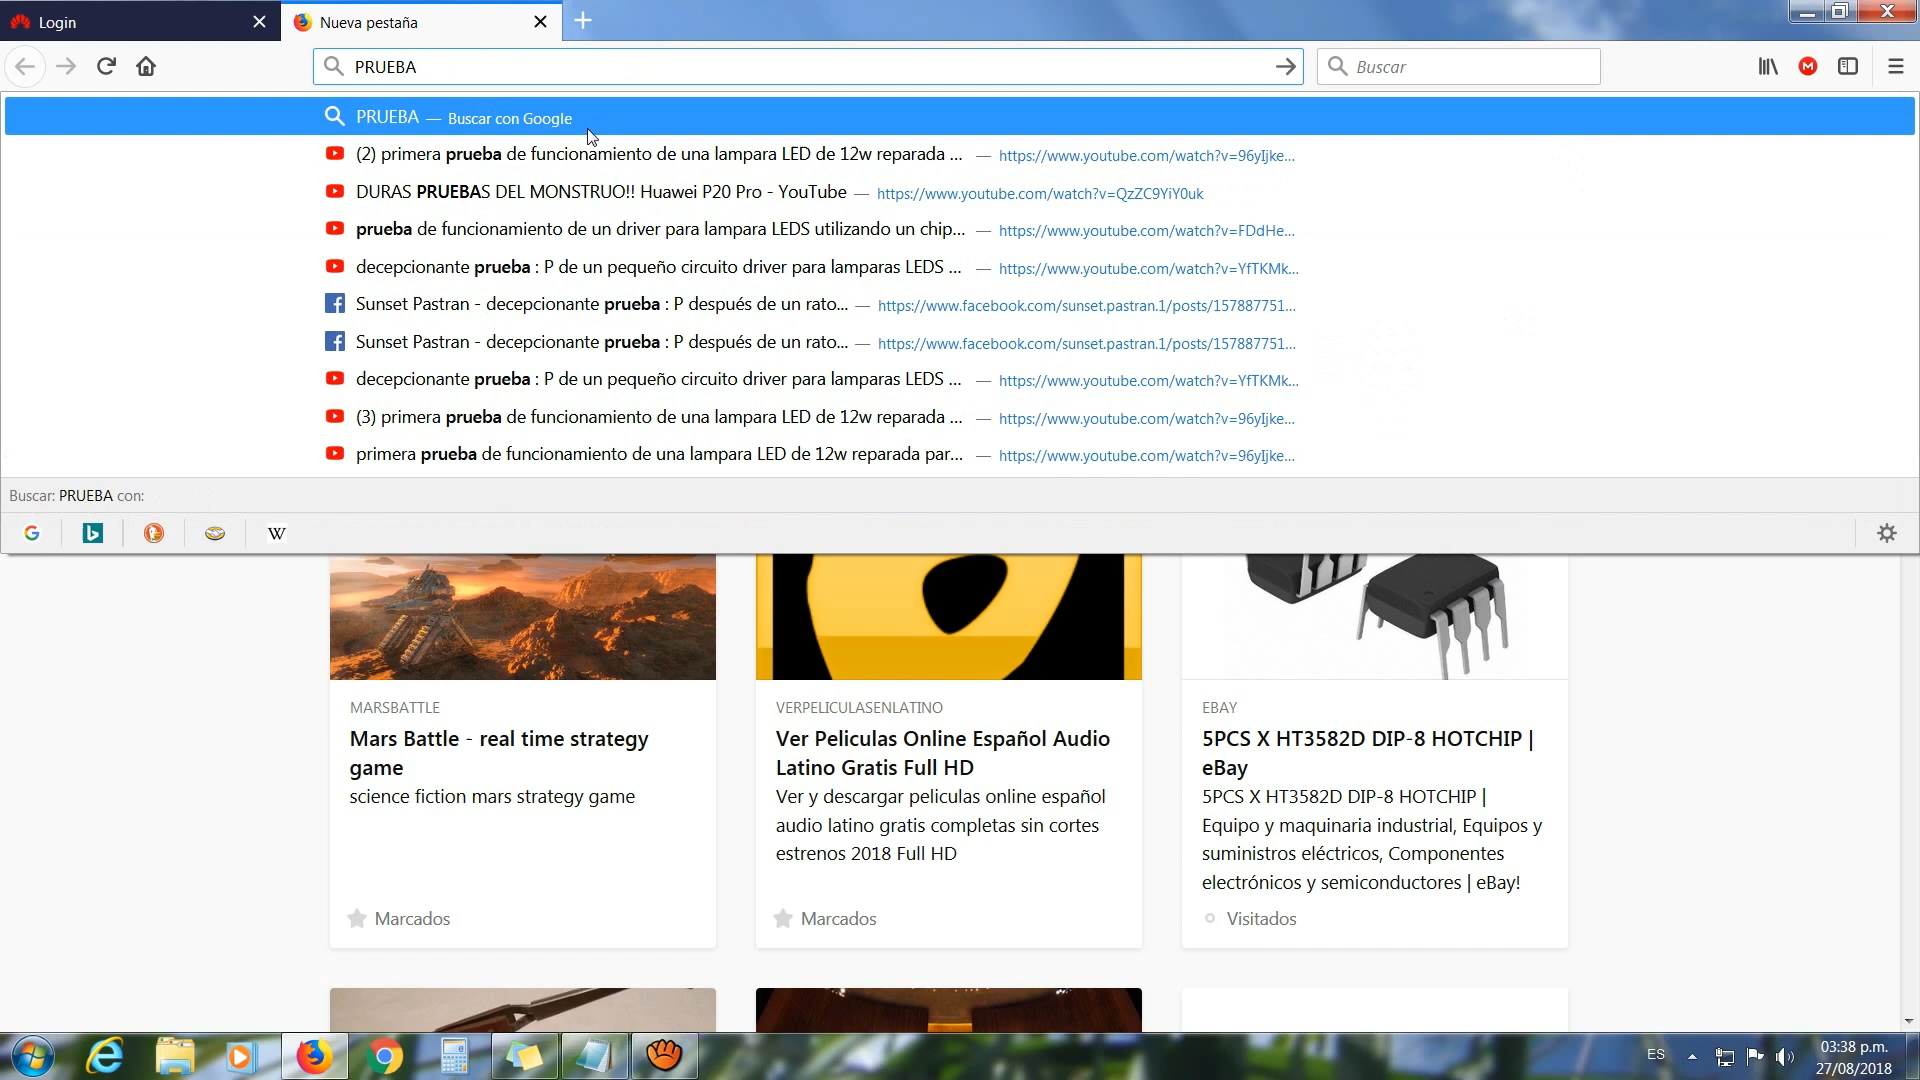 Login
Nueva pestaña
PRUEBA
Buscar
PRUEBA — Buscar con Google
(2) primera prueba de funcionamiento de una lampara LED de 12w reparada ... — https://www.youtube.com/watch?v=96yIjke...
DURAS PRUEBAS DEL MONSTRUO!! Huawei P20 Pro - YouTube — https://www.youtube.com/watch?v=QzZC9YiY0uk
prueba de funcionamiento de un driver para lampara LEDS utilizando un chip... — https://www.youtube.com/watch?v=FDdHe...
decepcionante prueba : P de un pequeño circuito driver para lamparas LEDS ... — https://www.youtube.com/watch?v=YfTKMk...
Sunset Pastran - decepcionante prueba : P después de un rato... — https://www.facebook.com/sunset.pastran.1/posts/157887751...
Sunset Pastran - decepcionante prueba : P después de un rato... — https://www.facebook.com/sunset.pastran.1/posts/157887751...
decepcionante prueba : P de un pequeño circuito driver para lamparas LEDS ... — https://www.youtube.com/watch?v=YfTKMk...
(3) primera prueba de funcionamiento de una lampara LED de 12w reparada ... — https://www.youtube.com/watch?v=96yIjke...
primera prueba de funcionamiento de una lampara LED de 12w reparada par... — https://www.youtube.com/watch?v=96yIjke...
Buscar: PRUEBA con:
MARSBATTLE
Mars Battle - real time strategy
game
science fiction mars strategy game
Marcados
VERPELICULASENLATINO
Ver Peliculas Online Español Audio
Latino Gratis Full HD
Ver y descargar peliculas online español
audio latino gratis completas sin cortes
estrenos 2018 Full HD
Marcados
EBAY
5PCS X HT3582D DIP-8 HOTCHIP |
eBay
5PCS X HT3582D DIP-8 HOTCHIP |
Equipo y maquinaria industrial, Equipos y
suministros eléctricos, Componentes
electrónicos y semiconductores | eBay!
Visitados
ES
03:38 p.m.
27/08/2018